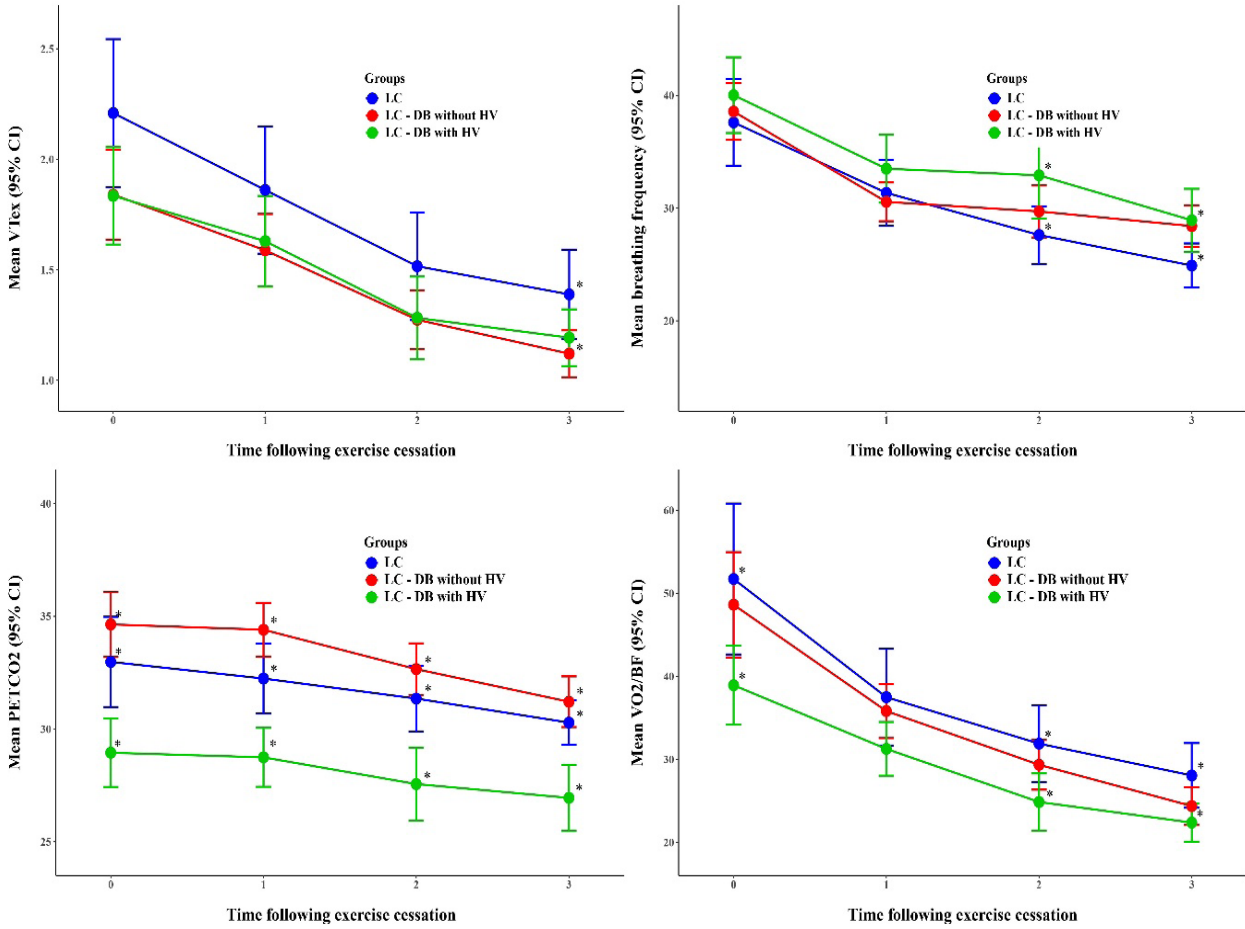 Mean VTex (95% CI)
2.5
2.0
1.5
1.0
Groups
LC
LC - DB without HV
LC - DB with HV
*
*
0 1 2 3
Time following exercise cessation
Mean breathing frequency (95% CI)
40
30
20
Groups
LC
LC - DB without HV
LC - DB with HV
*
*
*
*
0 1 2 3
Time following exercise cessation
Mean PETCO2 (95% CI)
40
35
30
25
Groups
LC
LC - DB without HV
LC - DB with HV
* * * *
* * * *
* * * *
0 1 2 3
Time following exercise cessation
Mean VO2/BF (95% CI)
60
50
40
30
20
Groups
LC
LC - DB without HV
LC - DB with HV
* * *
* * *
0 1 2 3
Time following exercise cessation